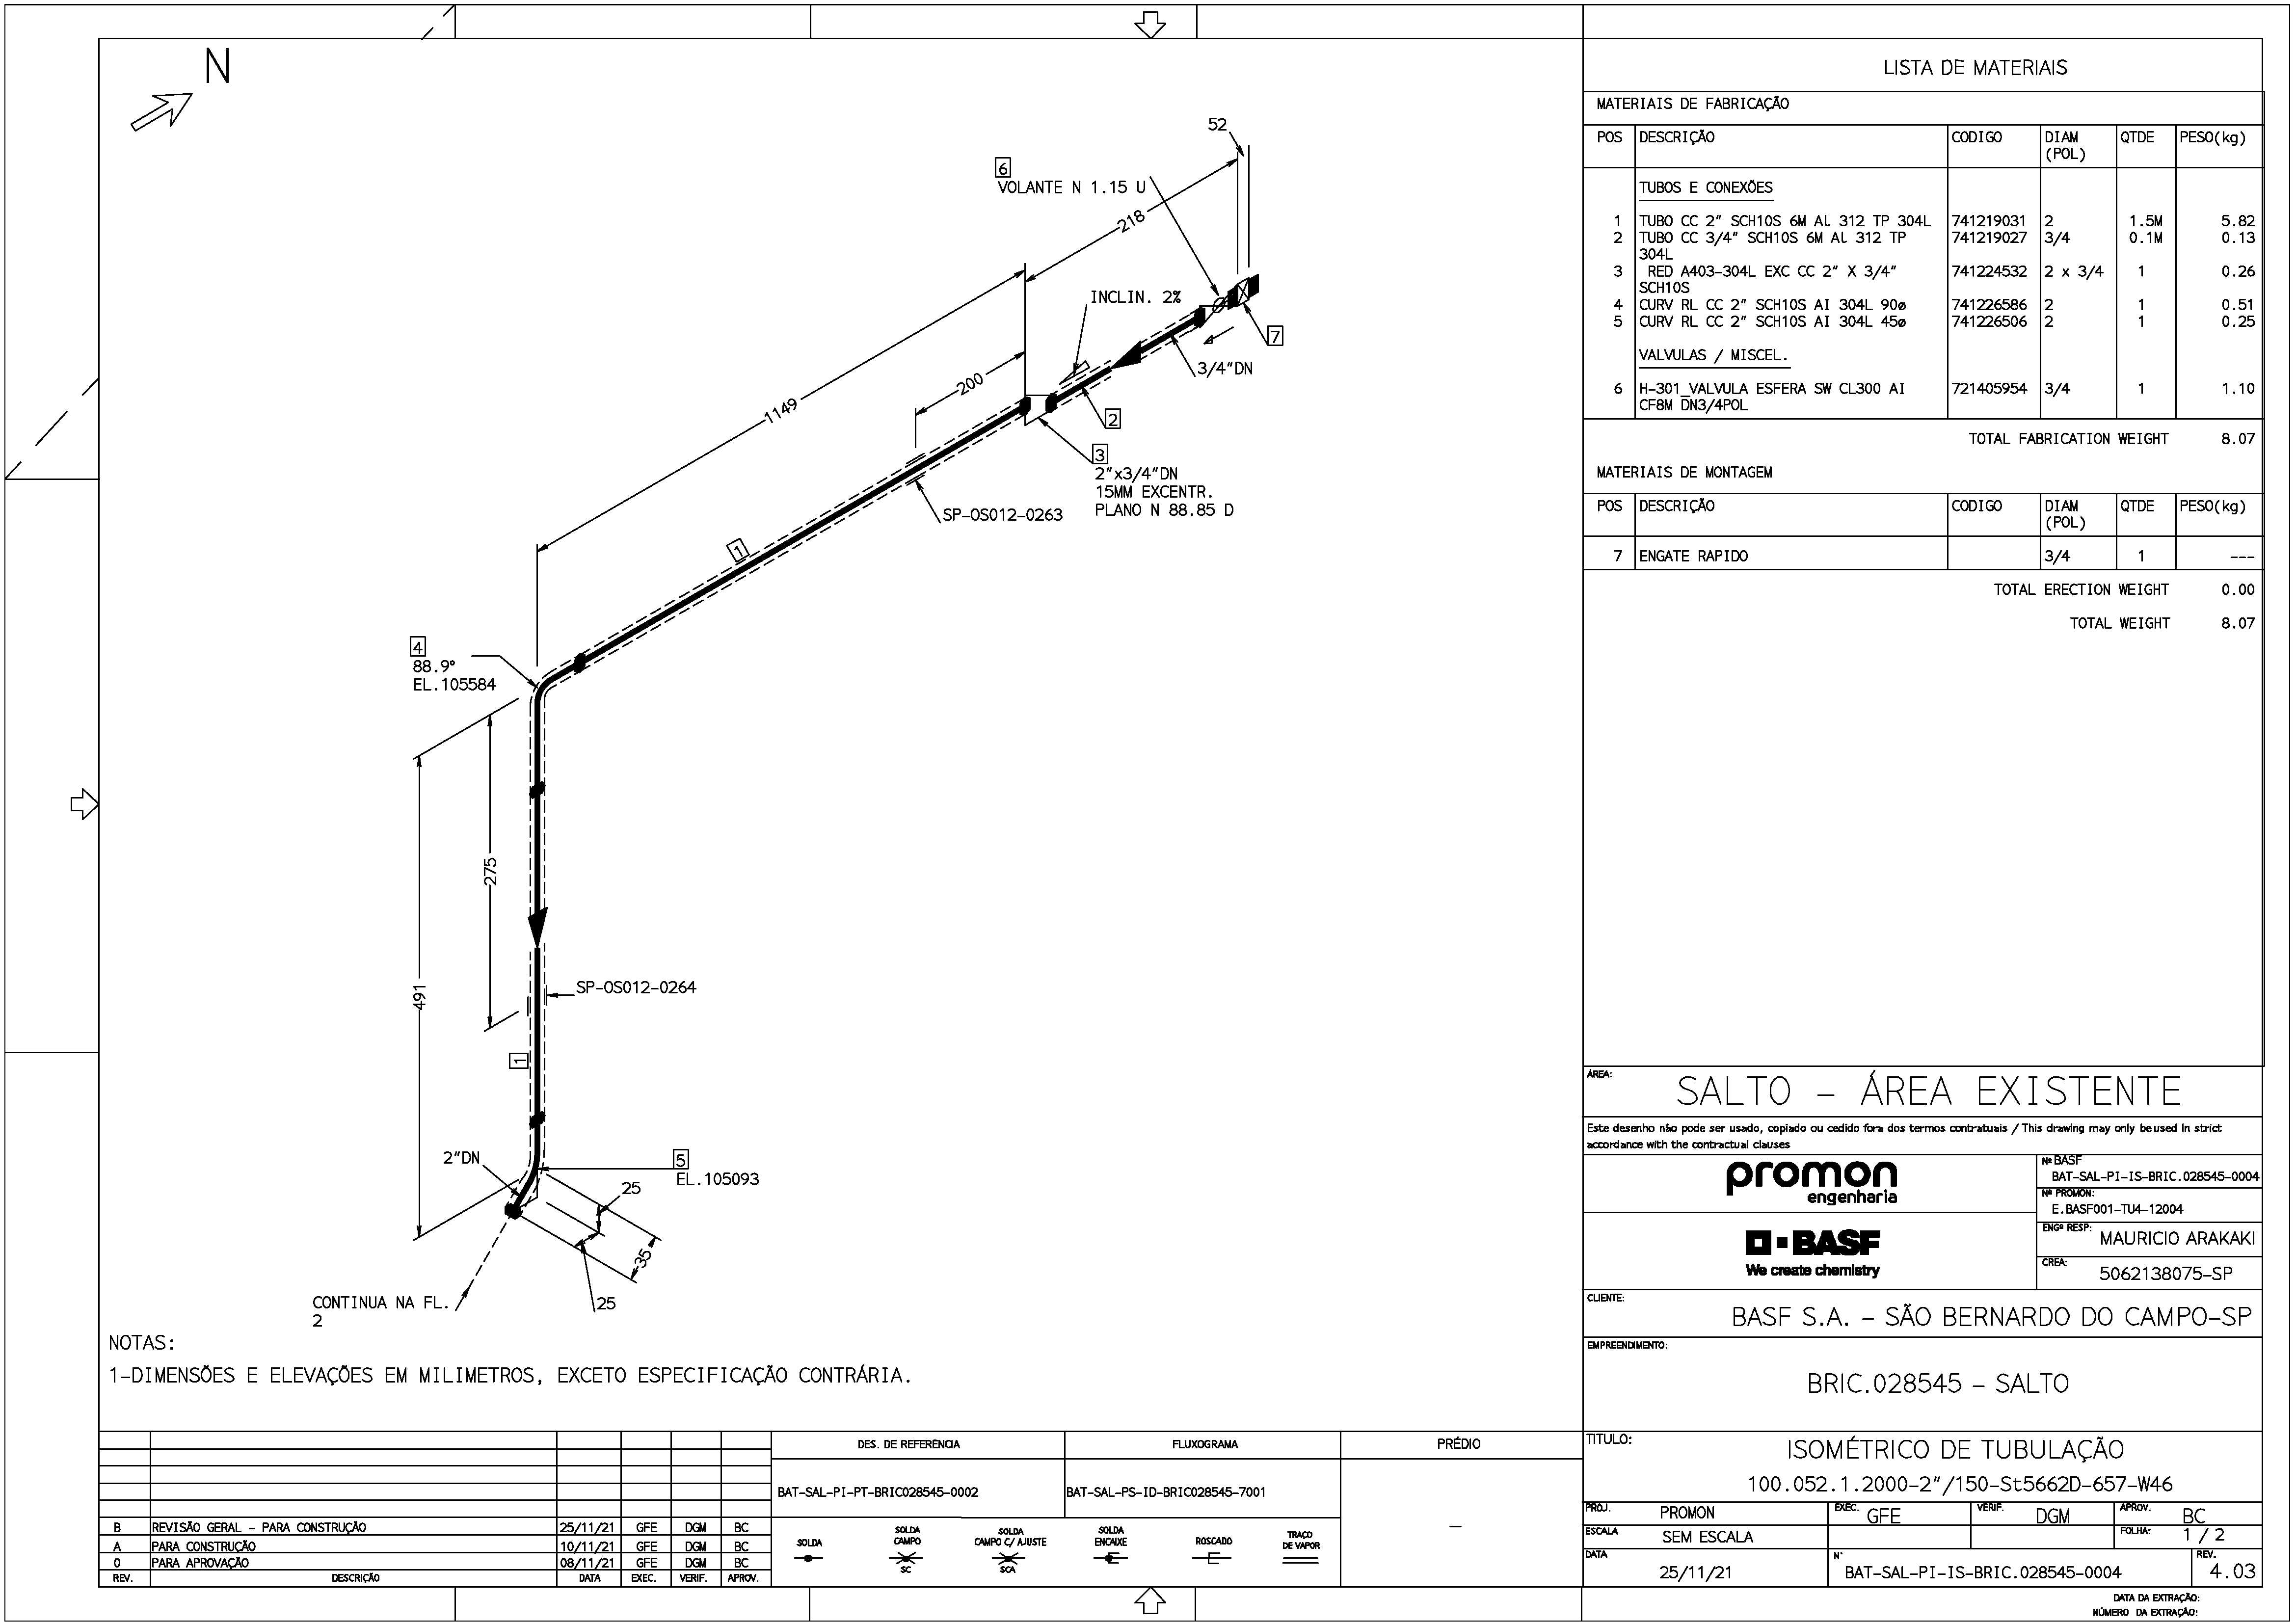 N
52
6
VOLANTE N 1.15 U
218
INCLIN. 2%
7
3/4"DN
200
1149
2
3
2"x3/4"DN
15MM EXCENTR.
PLANO N 88.85 D
SP-OS012-0263
1
4
88.9°
EL.105584
275
491
SP-OS012-0264
1
2"DN
5
EL.105093
25
35
25
CONTINUA NA FL.
2
NOTAS:
1-DIMENSÕES E ELEVAÇÕES EM MILIMETROS, EXCETO ESPECIFICAÇÃO CONTRÁRIA.
LISTA DE MATERIAIS
MATERIAIS DE FABRICAÇÃO
POS DESCRIÇÃO CODIGO DIAM (POL) QTDE PESO(kg)
TUBOS E CONEXÕES
1 TUBO CC 2" SCH10S 6M Al 312 TP 304L 741219031 2 1.5M 5.82
2 TUBO CC 3/4" SCH10S 6M Al 312 TP 741219027 3/4 0.1M 0.13
304L
3 RED A403-304L EXC CC 2" X 3/4" 741224532 2 x 3/4 1 0.26
SCH10S
4 CURV RL CC 2" SCH10S AI 304L 90ø 741226586 2 1 0.51
5 CURV RL CC 2" SCH10S AI 304L 45ø 741226506 2 1 0.25
VALVULAS / MISCEL.
6 H-301_VALVULA ESFERA SW CL300 AI 721405954 3/4 1 1.10
CF8M DN3/4POL
TOTAL FABRICATION WEIGHT 8.07
MATERIAIS DE MONTAGEM
POS DESCRIÇÃO CODIGO DIAM (POL) QTDE PESO(kg)
7 ENGATE RAPIDO 3/4 1 ---
TOTAL ERECTION WEIGHT 0.00
TOTAL WEIGHT 8.07
ÁREA:
SALTO - ÁREA EXISTENTE
Este desenho não pode ser usado, copiado ou cedido fora dos termos contratuais / This drawing may only be used in strict
accordance with the contractual clauses
promon
engenharia
Nº BASF
BAT-SAL-PI-IS-BRIC.028545-0004
Nº PROMON:
E.BASF001-TU4-12004
BASF
We create chemistry
ENGº RESP:
MAURICIO ARAKAKI
CREA:
5062138075-SP
CLIENTE:
BASF S.A. - SÃO BERNARDO DO CAMPO-SP
EMPREENDIMENTO:
BRIC.028545 - SALTO
TITULO:
ISOMÉTRICO DE TUBULAÇÃO
100.052.1.2000-2"/150-St5662D-657-W46
PROJ. PROMON EXEC. GFE VERIF. DGM APROV. BC
ESCALA SEM ESCALA FOLHA: 1 / 2
DATA 25/11/21 N° BAT-SAL-PI-IS-BRIC.028545-0004 REV. 4.03
DATA DA EXTRAÇÃO:
NÚMERO DA EXTRAÇÃO:
B REVISÃO GERAL - PARA CONSTRUÇÃO 25/11/21 GFE DGM BC
A PARA CONSTRUÇÃO 10/11/21 GFE DGM BC
0 PARA APROVAÇÃO 08/11/21 GFE DGM BC
REV. DESCRIÇÃO DATA EXEC. VERIF. APROV.
DES. DE REFERÊNCIA FLUXOGRAMA PRÉDIO
BAT-SAL-PI-PT-BRIC028545-0002 BAT-SAL-PS-ID-BRIC028545-7001 -
SOLDA
SOLDA CAMPO
SC
SOLDA CAMPO C/ AJUSTE
SCA
SOLDA ENCAIXE
ROSCADO
TRAÇO DE VAPOR